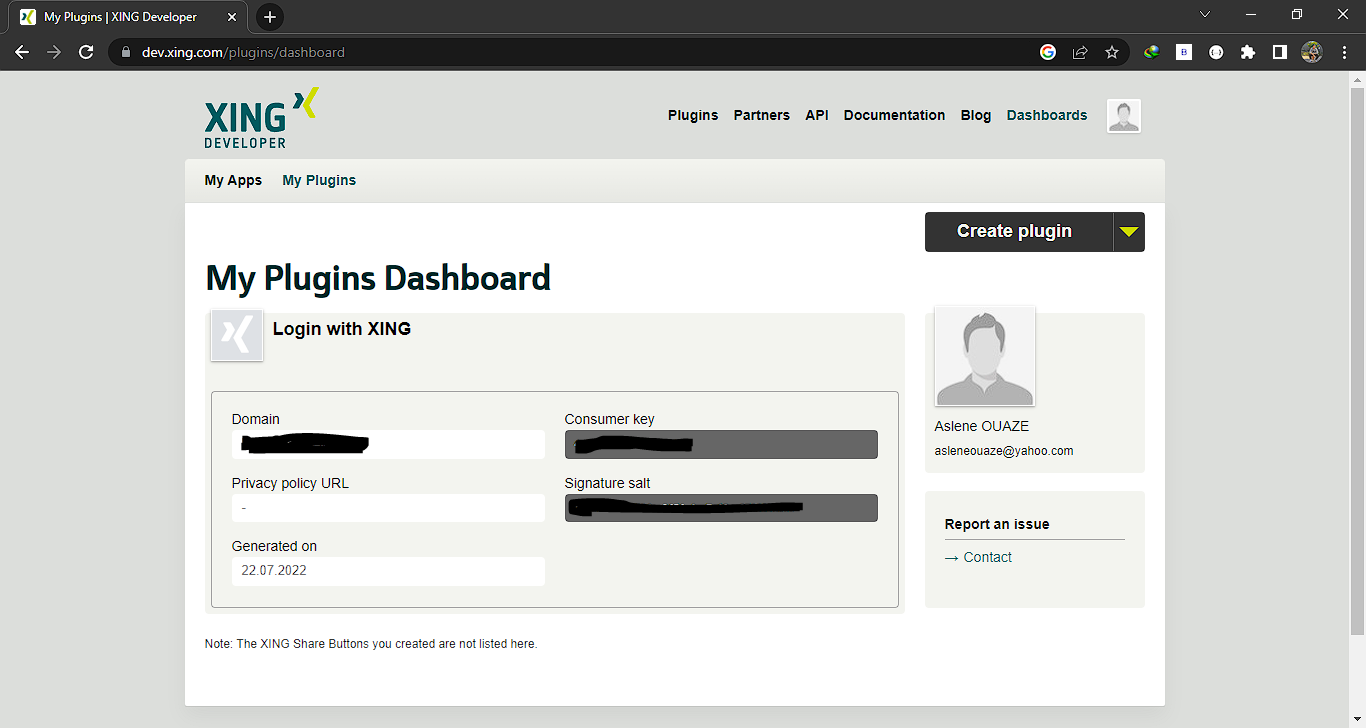 My Plugins | XING Developer
dev.xing.com/plugins/dashboard
XING
DEVELOPER
Plugins Partners API Documentation Blog Dashboards
My Apps My Plugins
Create plugin
My Plugins Dashboard
Login with XING
Domain
Consumer key
Privacy policy URL
-
Signature salt
Generated on
22.07.2022
Aslene OUAZE
asleneouaze@yahoo.com
Report an issue
→ Contact
Note: The XING Share Buttons you created are not listed here.